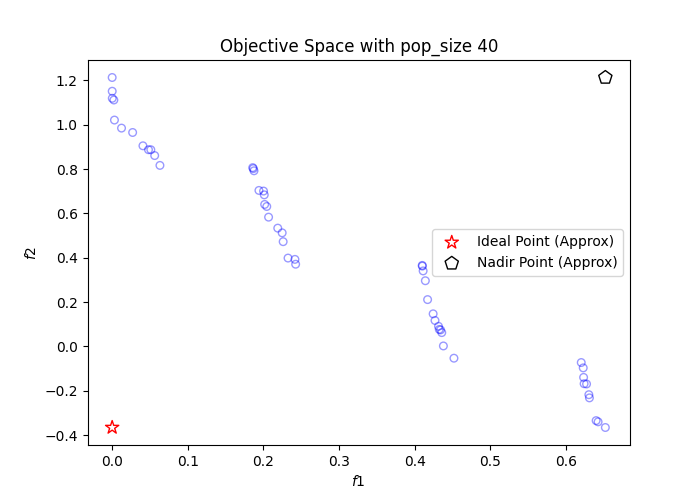 Objective Space with pop_size 40
f2
1.2
1.0
0.8
0.6
0.4
0.2
0.0
−0.2
−0.4
Ideal Point (Approx)
Nadir Point (Approx)
0.0 0.1 0.2 0.3 0.4 0.5 0.6
f1